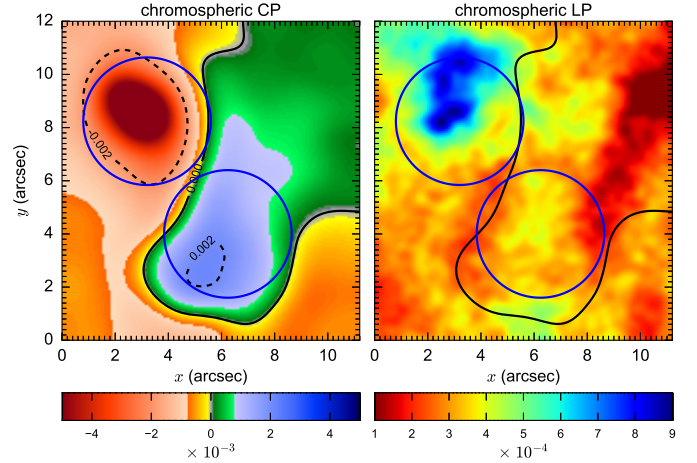 chromospheric CP
chromospheric LP
12
10
8
6
4
2
0
y (arcsec)
-0.002
0.000
0.002
0 2 4 6 8 10
0 2 4 6 8 10
x (arcsec)
x (arcsec)
−4 −2 0 2 4
1 2 3 4 5 6 7 8 9
× 10⁻³
× 10⁻⁴